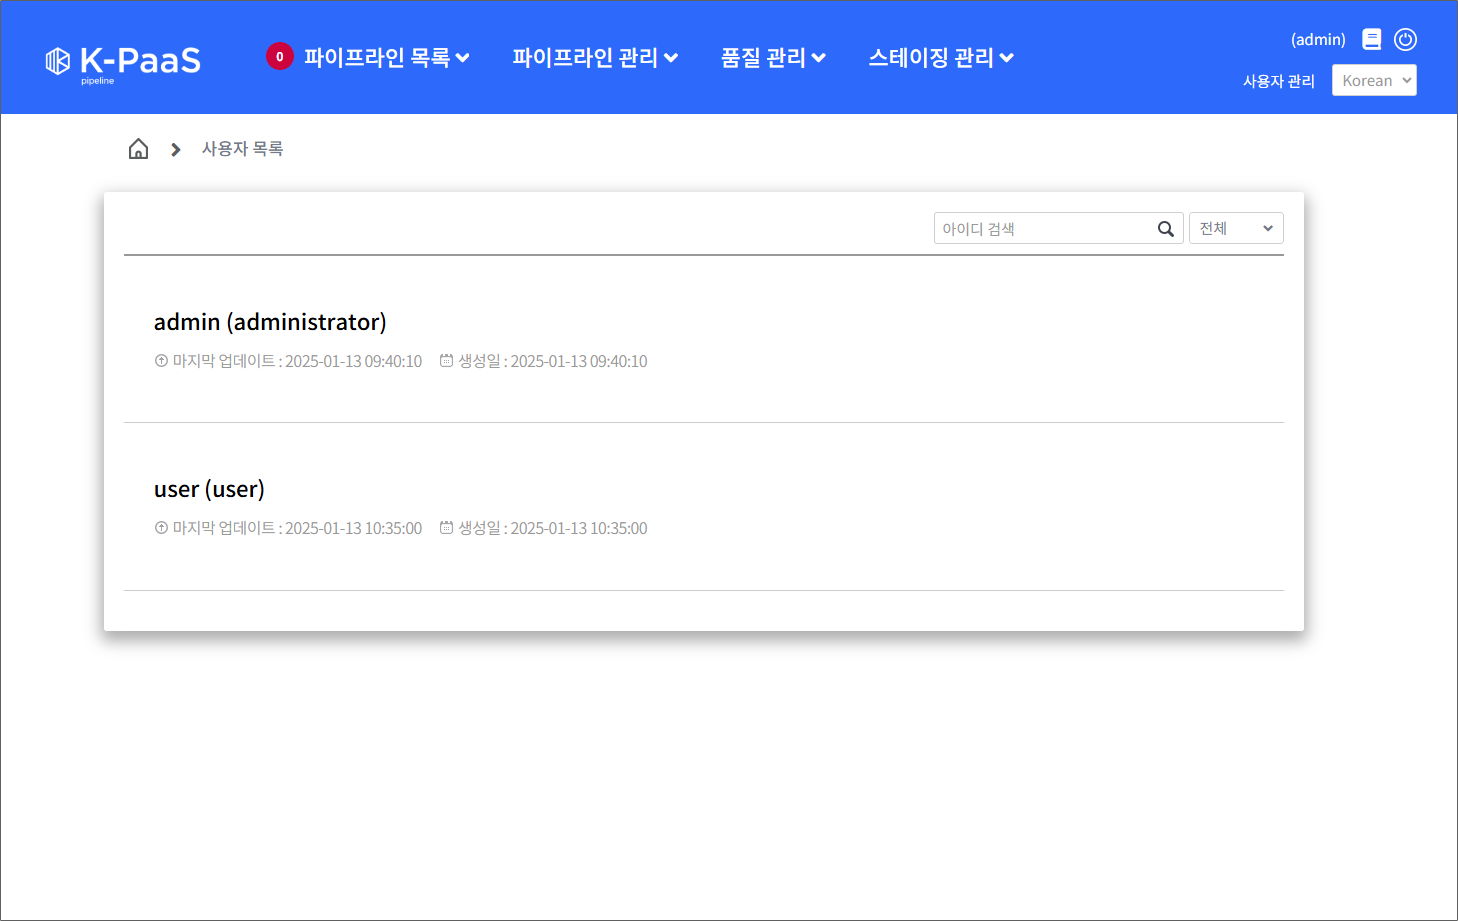 K-PaaS
pipeline
0 파이프라인 목록 파이프라인 관리 품질 관리 스테이징 관리
(admin)
사용자 관리 Korean
사용자 목록
아이디 검색 전체
admin (administrator)
마지막 업데이트 : 2025-01-13 09:40:10 생성일 : 2025-01-13 09:40:10
user (user)
마지막 업데이트 : 2025-01-13 10:35:00 생성일 : 2025-01-13 10:35:00